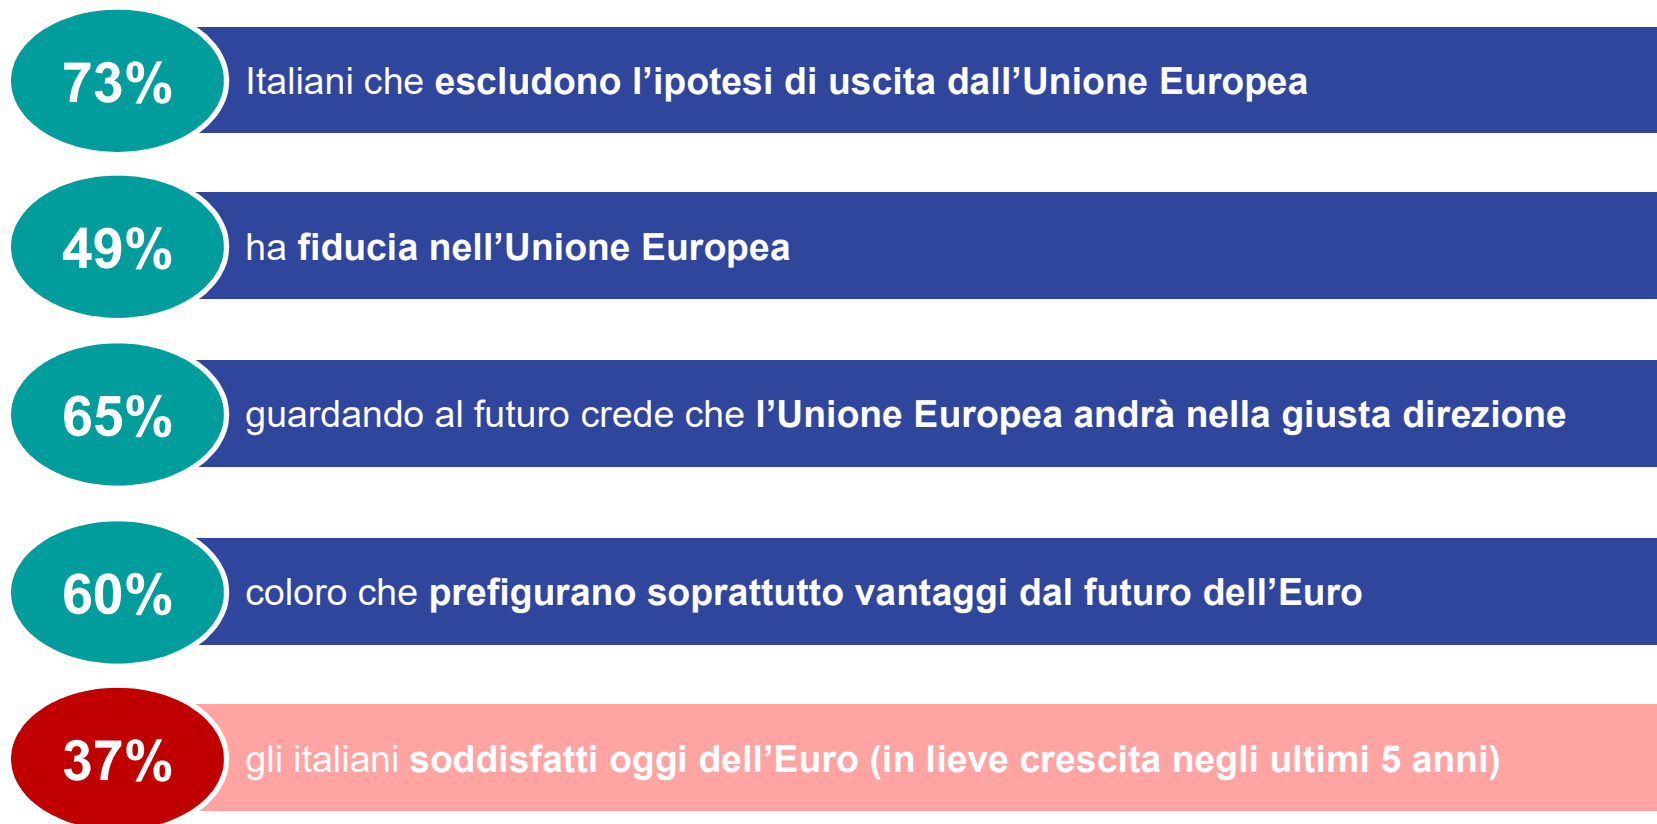 73% Italiani che escludono l’ipotesi di uscita dall’Unione Europea
49% ha fiducia nell’Unione Europea
65% guardando al futuro crede che l’Unione Europea andrà nella giusta direzione
60% coloro che prefigurano soprattutto vantaggi dal futuro dell’Euro
37% gli italiani soddisfatti oggi dell’Euro (in lieve crescita negli ultimi 5 anni)